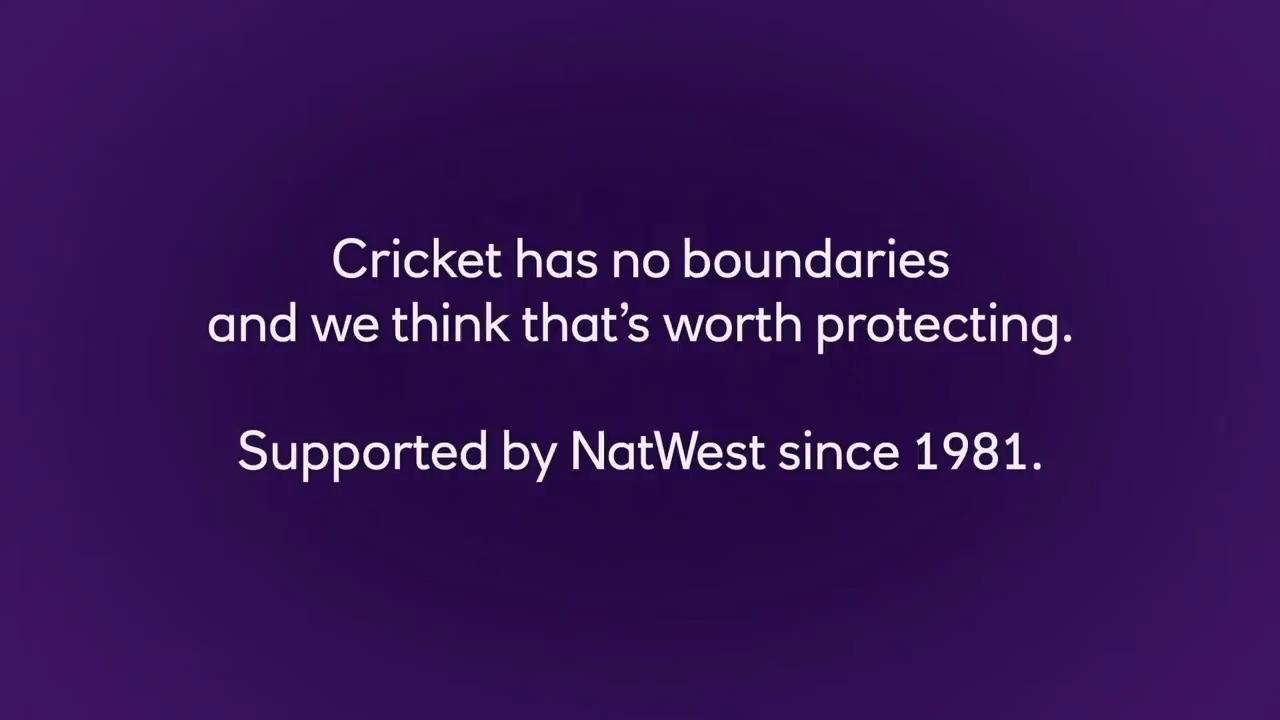 Cricket has no boundaries
and we think that’s worth protecting.
Supported by NatWest since 1981.